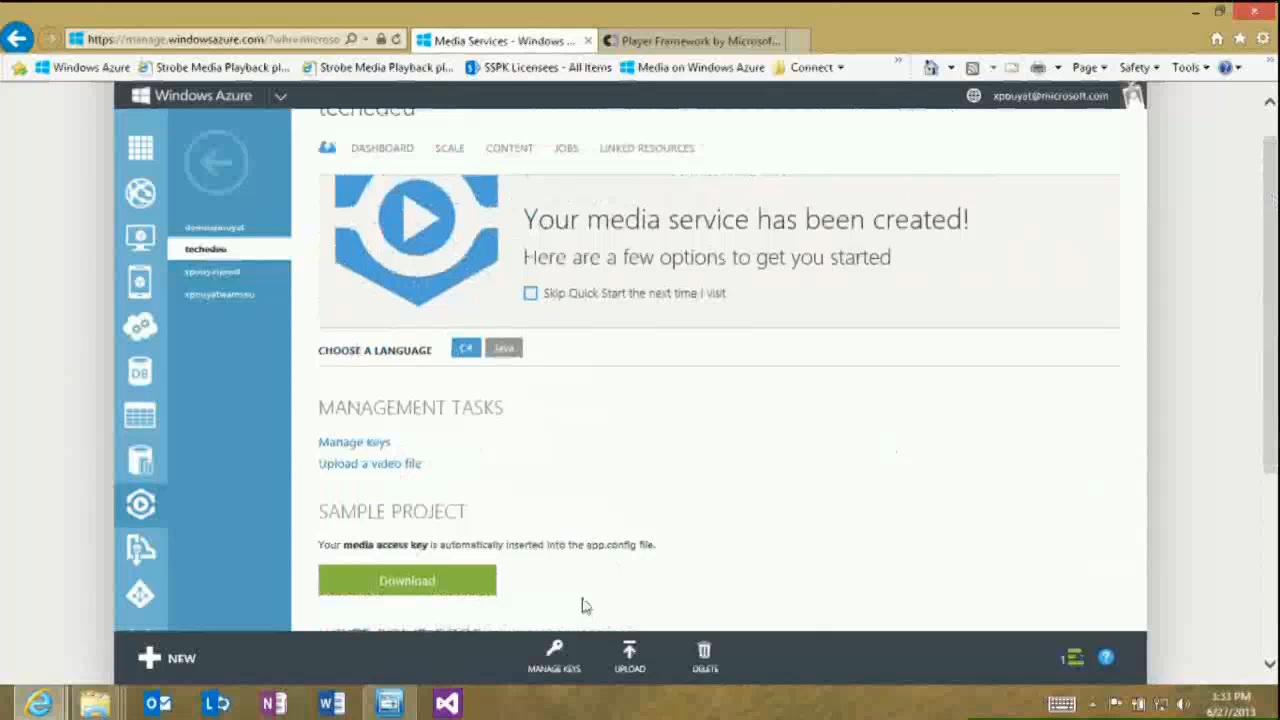 https://manage.windowsazure.com/?whr=microso
Media Services - Windows ...
Player Framework by Microsof...
Windows Azure
Strobe Media Playback pl...
Strobe Media Playback pl...
SSPK Licensees - All Items
Media on Windows Azure
Connect
Page
Safety
Tools
Windows Azure
xpouyat@microsoft.com
techedeu
DASHBOARD SCALE CONTENT JOBS LINKED RESOURCES
Your media service has been created!
Here are a few options to get you started
Skip Quick Start the next time I visit
techedeu
CHOOSE A LANGUAGE C# Java
DB
MANAGEMENT TASKS
Manage keys
Upload a video file
SAMPLE PROJECT
Your media access key is automatically inserted into the app.config file.
Download
NEW
MANAGE KEYS
UPLOAD
DELETE
1
3:33 PM
6/27/2013